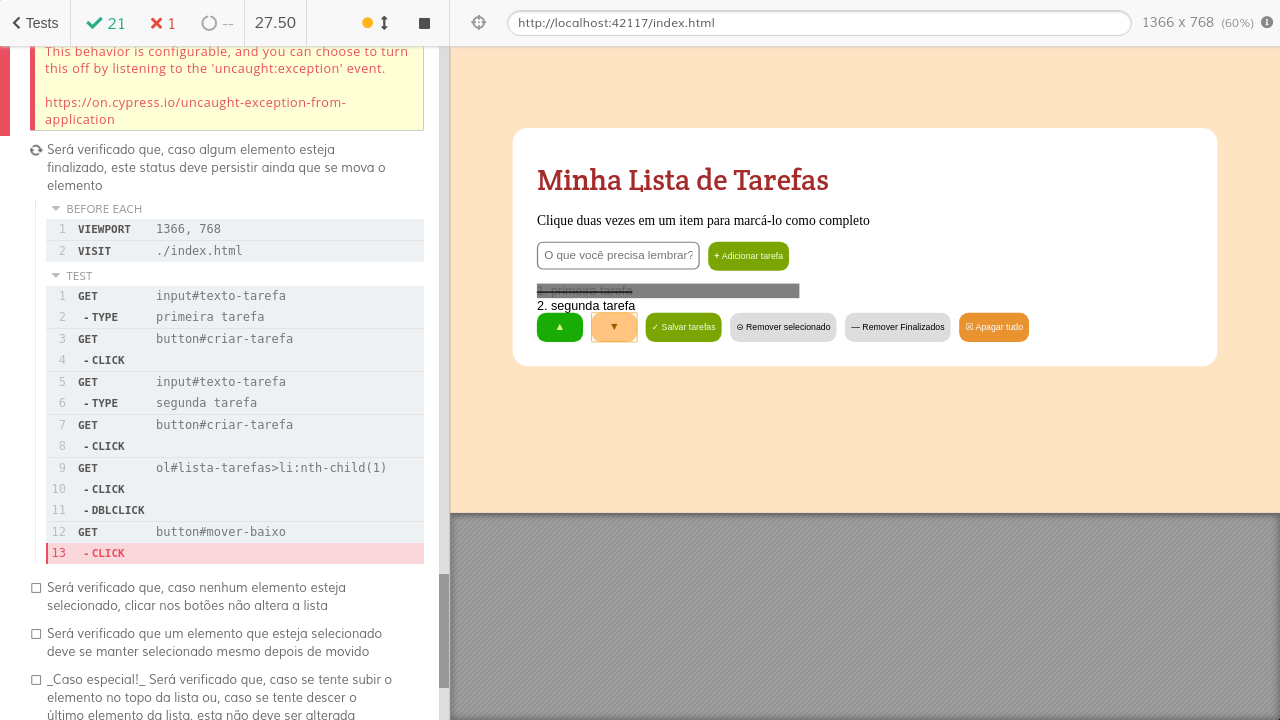 Tests
21
1
--
27.50
http://localhost:42117/index.html
1366 x 768 (60%)
This behavior is configurable, and you can choose to turn
this off by listening to the 'uncaught:exception' event.
https://on.cypress.io/uncaught-exception-from-
application
Será verificado que, caso algum elemento esteja
finalizado, este status deve persistir ainda que se mova o
elemento
BEFORE EACH
1 VIEWPORT 1366, 768
2 VISIT ./index.html
TEST
1 GET input#texto-tarefa
2 -TYPE primeira tarefa
3 GET button#criar-tarefa
4 -CLICK
5 GET input#texto-tarefa
6 -TYPE segunda tarefa
7 GET button#criar-tarefa
8 -CLICK
9 GET ol#lista-tarefas>li:nth-child(1)
10 -CLICK
11 -DBLCLICK
12 GET button#mover-baixo
13 -CLICK
Será verificado que, caso nenhum elemento esteja
selecionado, clicar nos botões não altera a lista
Será verificado que um elemento que esteja selecionado
deve se manter selecionado mesmo depois de movido
_Caso especial!_ Será verificado que, caso se tente subir o
elemento no topo da lista ou, caso se tente descer o
último elemento da lista, esta não deve ser alterada
Minha Lista de Tarefas
Clique duas vezes em um item para marcá-lo como completo
O que você precisa lembrar?
+ Adicionar tarefa
1. primeira tarefa
2. segunda tarefa
▲ ▼ ✓ Salvar tarefas ⊝ Remover selecionado — Remover Finalizados ☒ Apagar tudo